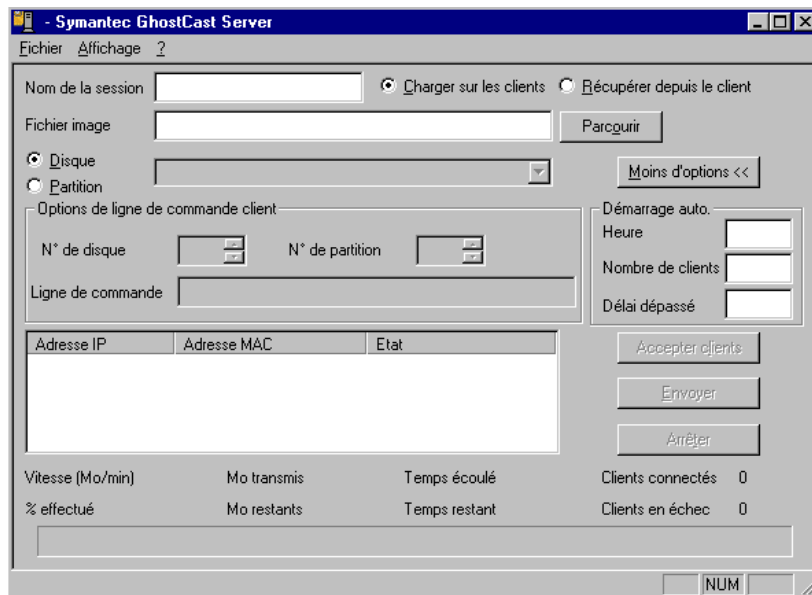 - Symantec GhostCast Server
Fichier Affichage ?
Nom de la session Charger sur les clients Récupérer depuis le client
Fichier image Parcourir
Disque
Moins d'options <<
Partition
Options de ligne de commande client Démarrage auto.
Heure
N° de disque N° de partition
Nombre de clients
Ligne de commande Délai dépassé
Adresse IP Adresse MAC Etat
Accepter clients
Envoyer
Arrêter
Vitesse (Mo/min) Mo transmis Temps écoulé Clients connectés 0
% effectué Mo restants Temps restant Clients en échec 0
NUM